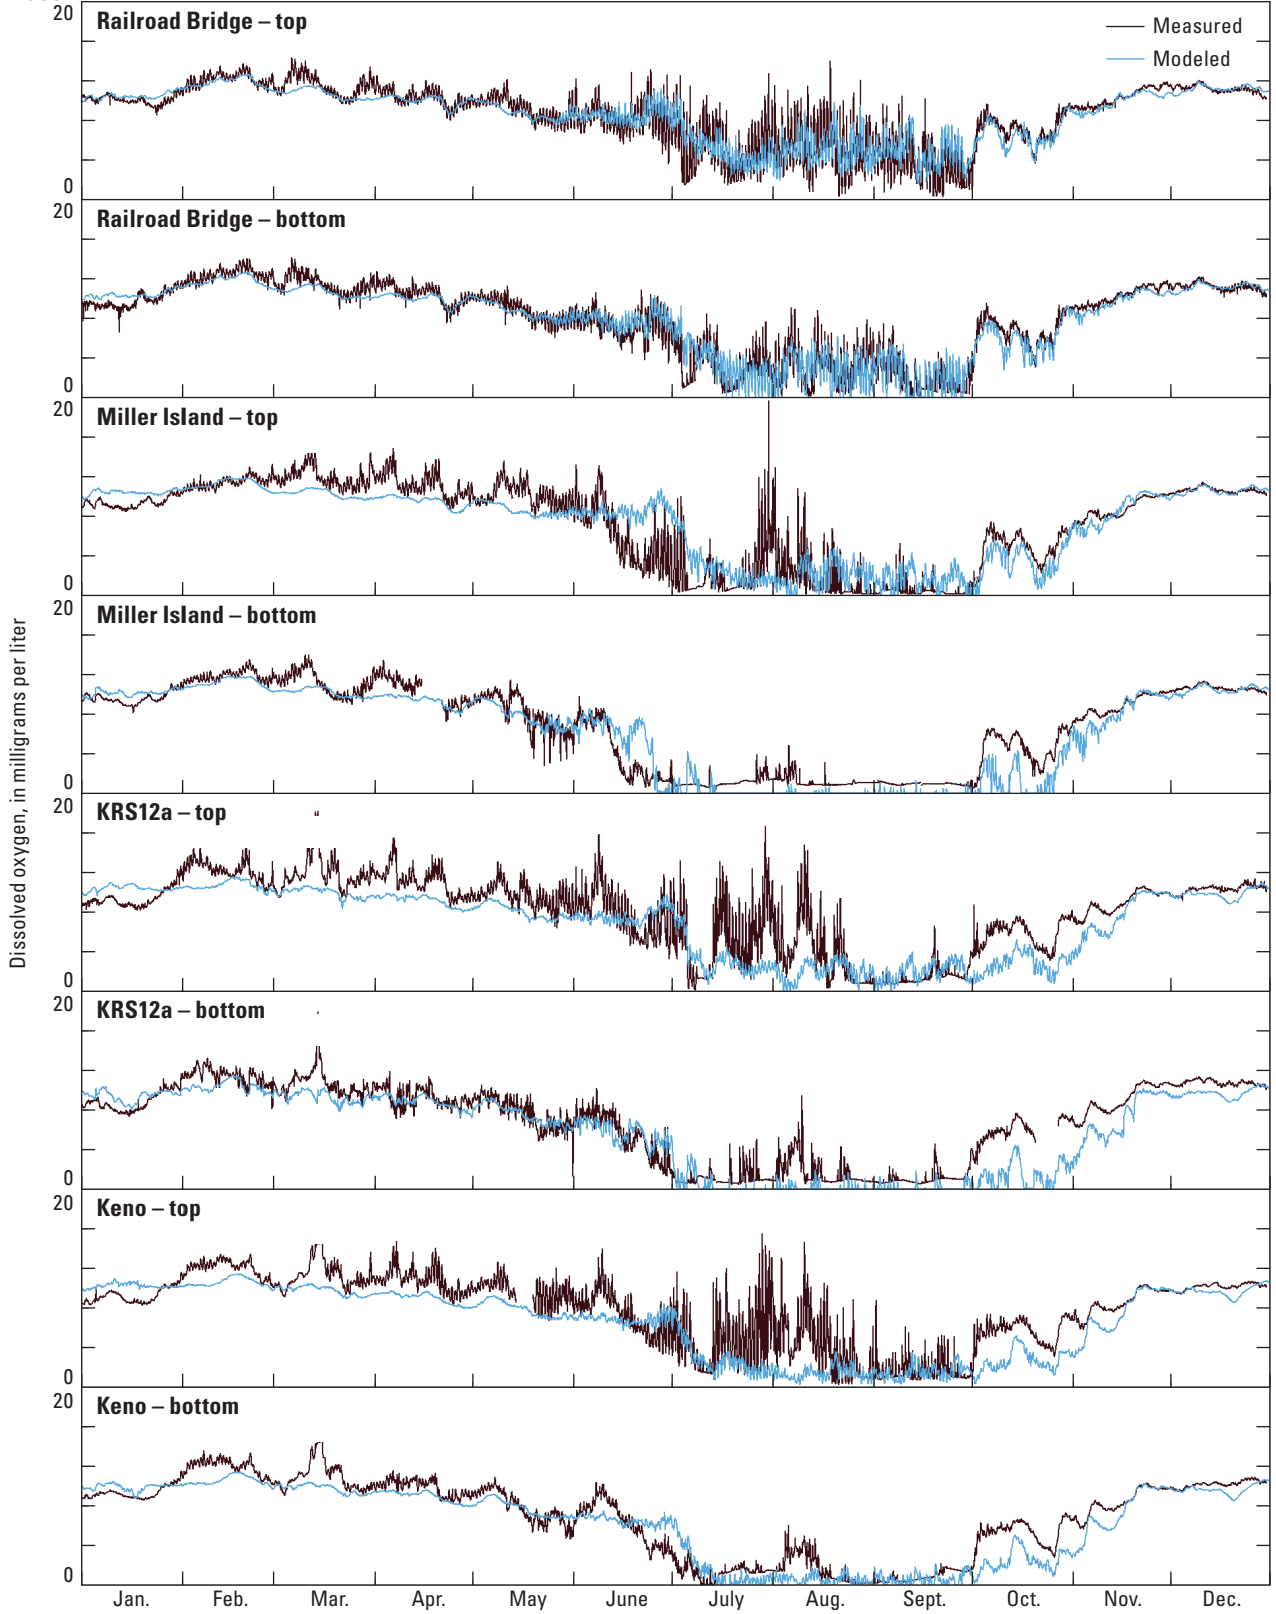 20
Railroad Bridge – top
Measured
Modeled
0
20
Railroad Bridge – bottom
0
20
Miller Island – top
0
20
Miller Island – bottom
Dissolved oxygen, in milligrams per liter
0
20
KRS12a – top
0
20
KRS12a – bottom
0
20
Keno – top
0
20
Keno – bottom
0
Jan. Feb. Mar. Apr. May June July Aug. Sept. Oct. Nov. Dec.